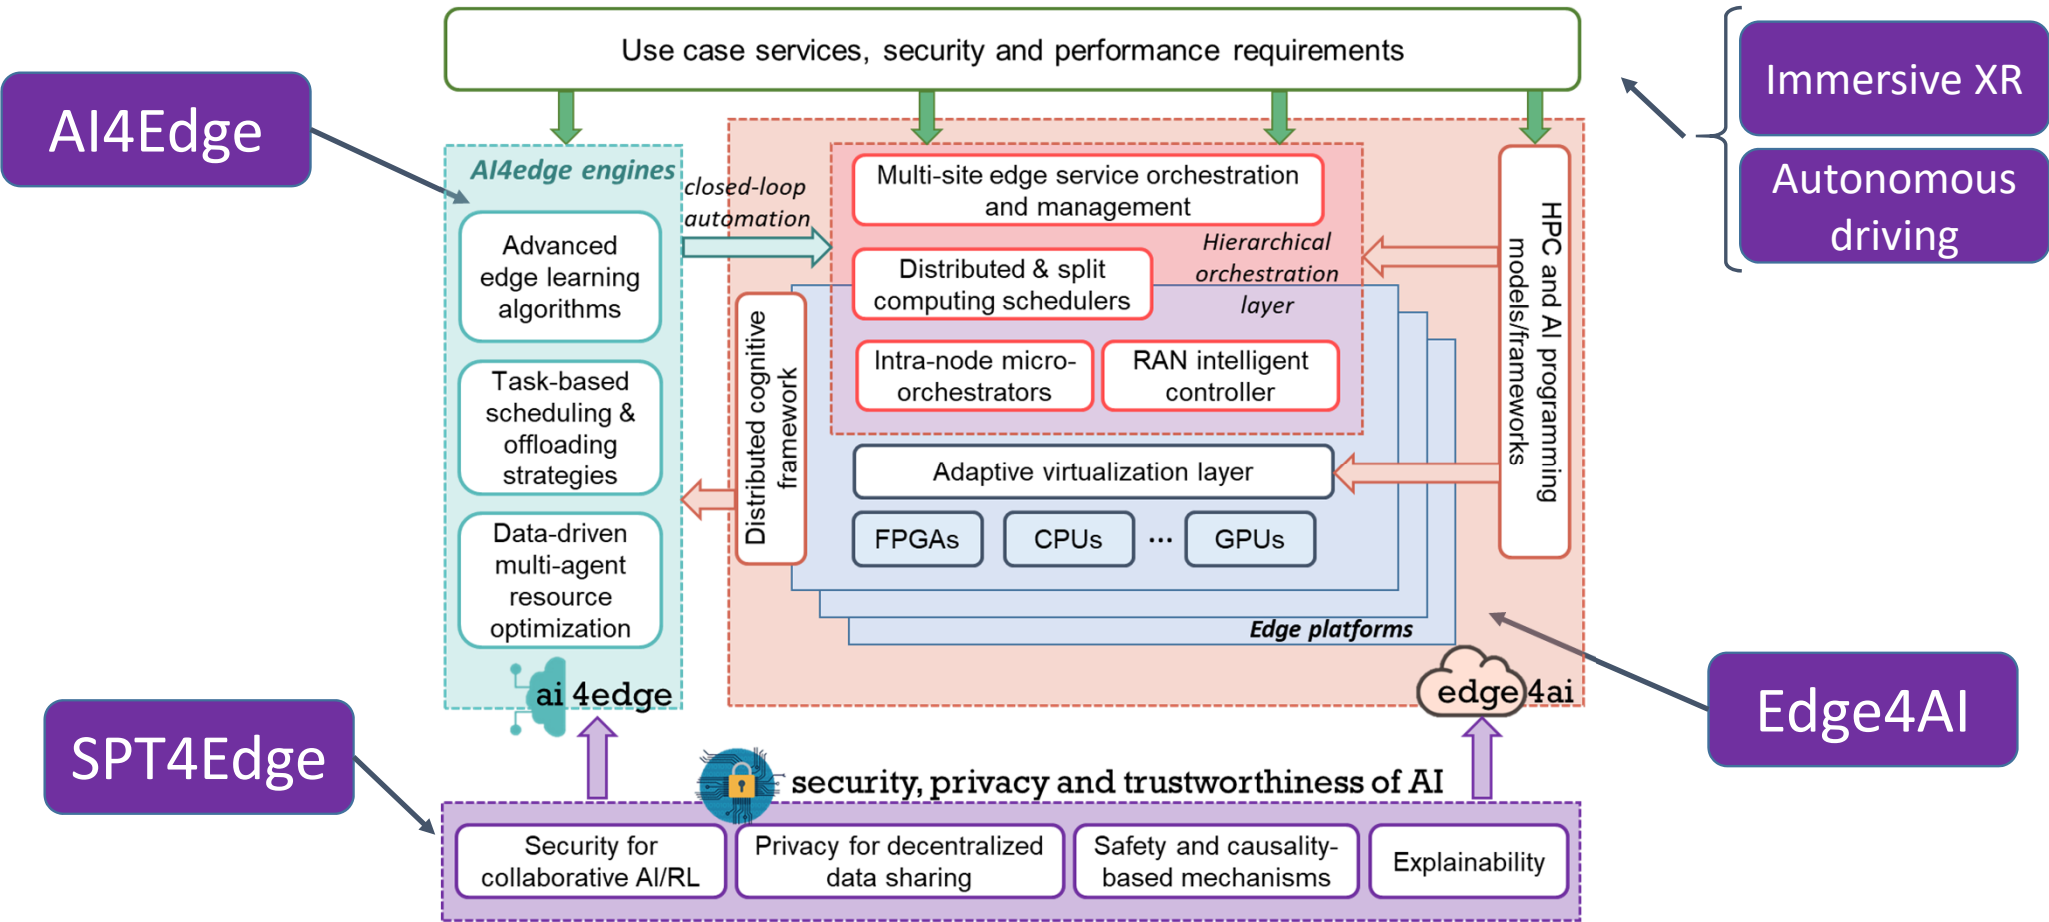 Use case services, security and performance requirements
Immersive XR
Autonomous
driving
AI4Edge
AI4edge engines
Advanced
edge learning
algorithms
Task-based
scheduling &
offloading
strategies
Data-driven
multi-agent
resource
optimization
ai 4edge
closed-loop
automation
Multi-site edge service orchestration
and management
Hierarchical
orchestration
layer
Distributed & split
computing schedulers
Intra-node micro-
orchestrators
RAN intelligent
controller
Distributed cognitive
framework
Adaptive virtualization layer
FPGAs
CPUs
...
GPUs
Edge platforms
HPC and AI programming
models/frameworks
edge 4ai
Edge4AI
SPT4Edge
security, privacy and trustworthiness of AI
Security for
collaborative AI/RL
Privacy for decentralized
data sharing
Safety and causality-
based mechanisms
Explainability